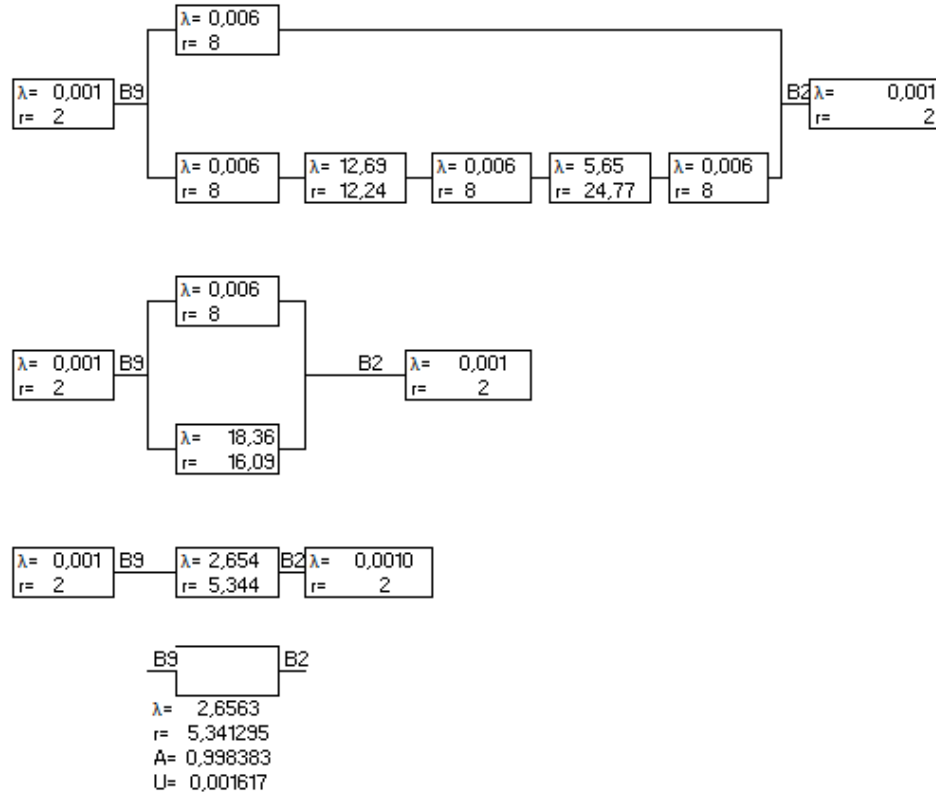 λ= 0,006
r= 8
λ= 0,001 B9 B2 λ= 0,001
r= 2 r= 2
λ= 0,006 λ= 12,69 λ= 0,006 λ= 5,65 λ= 0,006
r= 8 r= 12,24 r= 8 r= 24,77 r= 8
λ= 0,006
r= 8
λ= 0,001 B9 B2 λ= 0,001
r= 2 r= 2
λ= 18,36
r= 16,09
λ= 0,001 B9 λ= 2,654 B2 λ= 0,0010
r= 2 r= 5,344 r= 2
B9 B2
λ= 2,6563
r= 5,341295
A= 0,998383
U= 0,001617